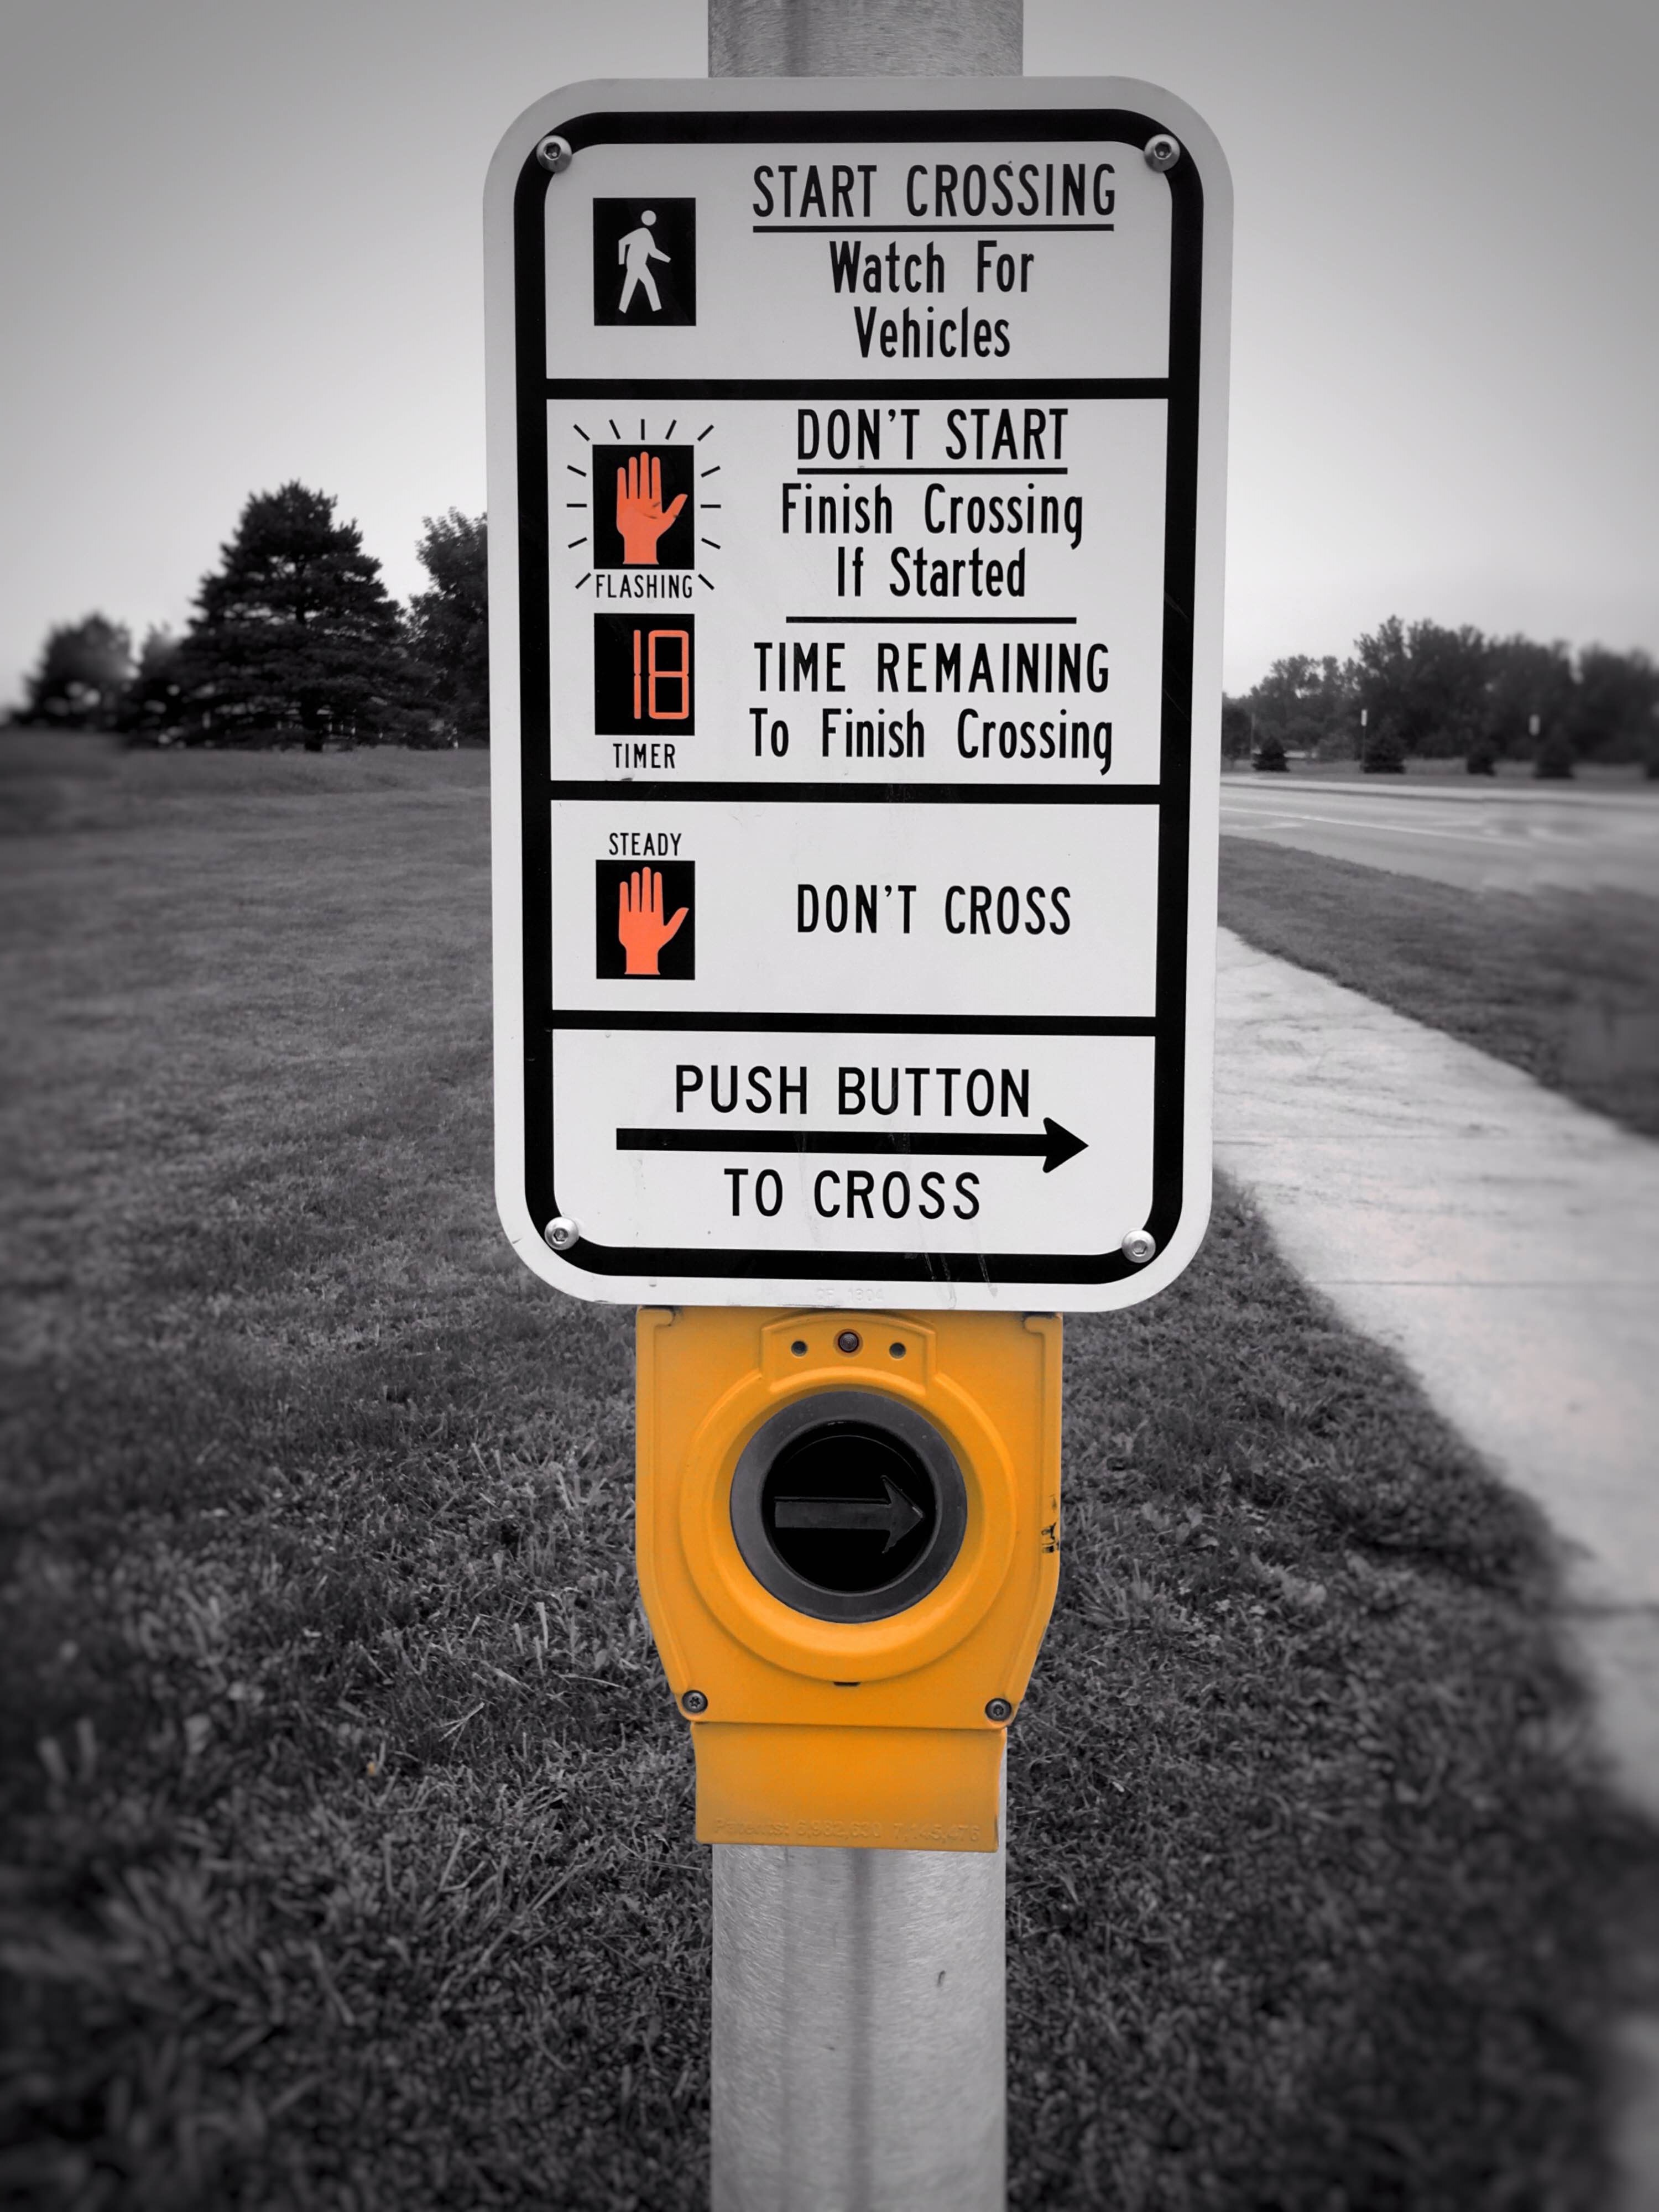 START CROSSING
Watch For
Vehicles
DON'T START
Finish Crossing
If Started
FLASHING
18
TIMER
TIME REMAINING
To Finish Crossing
STEADY
DON'T CROSS
PUSH BUTTON
TO CROSS